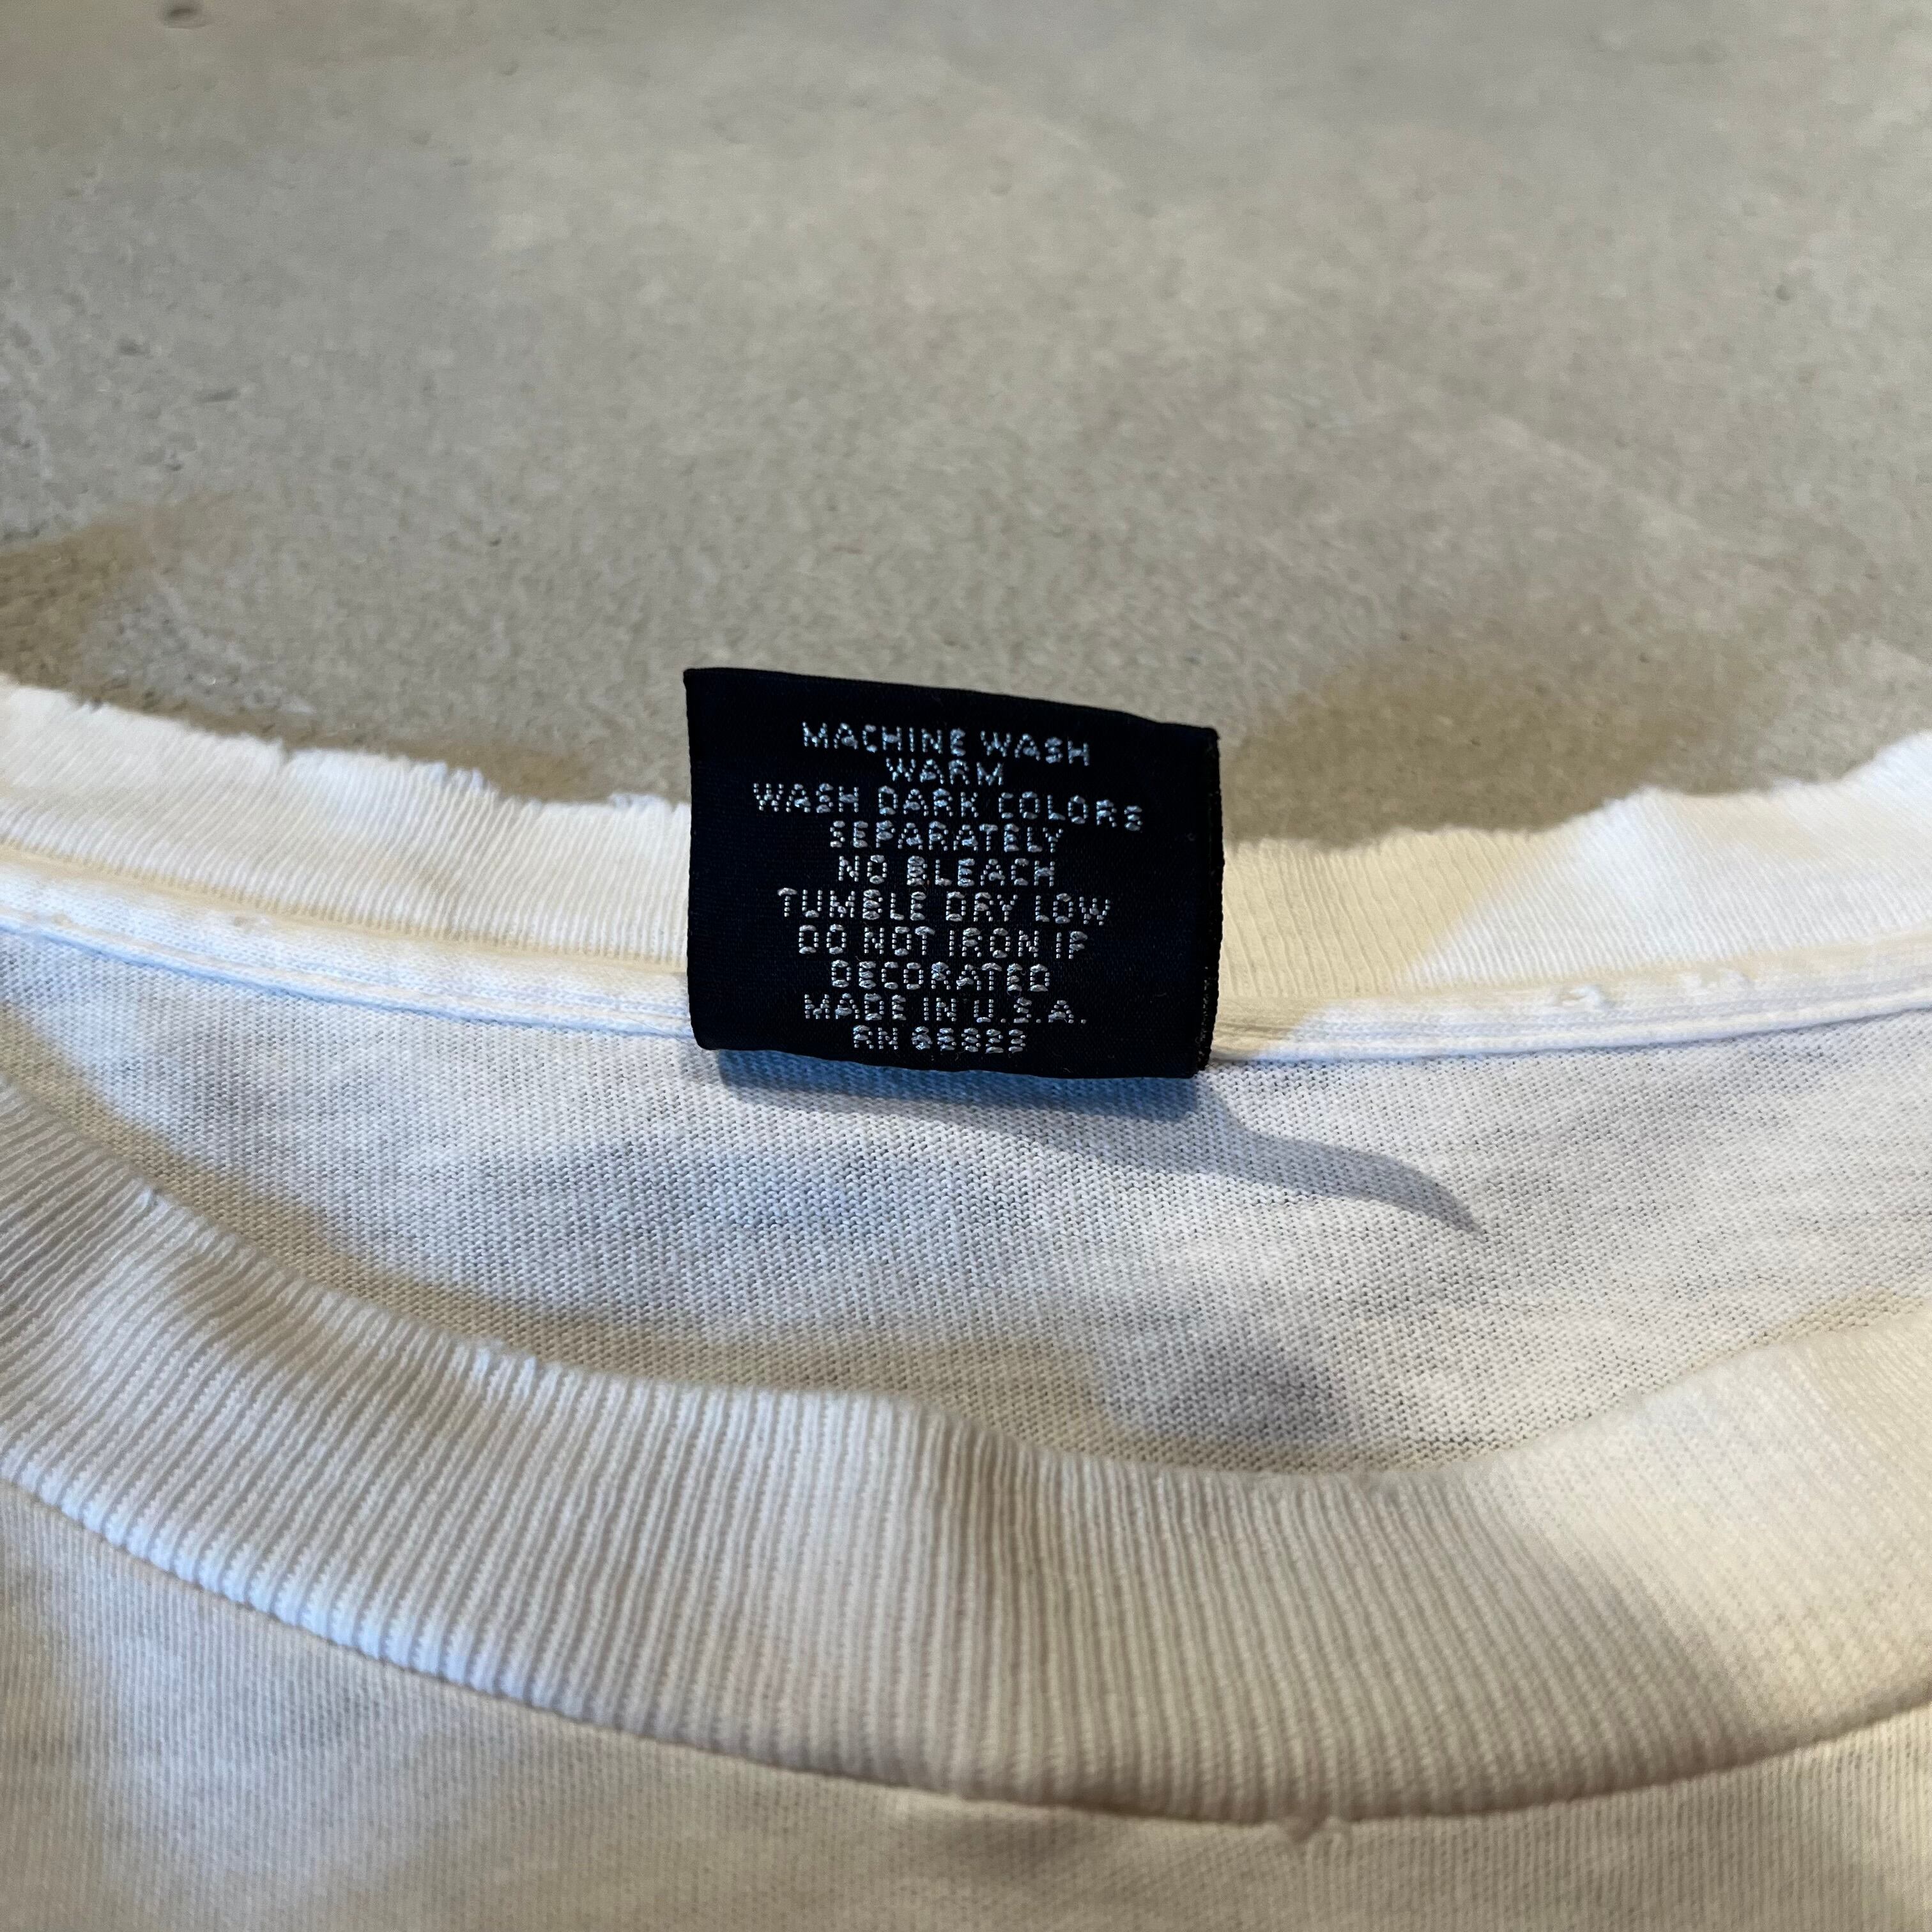 MACHINE WASH
WARM
WASH DARK COLORS
SEPARATELY
NO BLEACH
TUMBLE DRY LOW
DO NOT IRON IF
DECORATED
MADE IN U.S.A.
RN